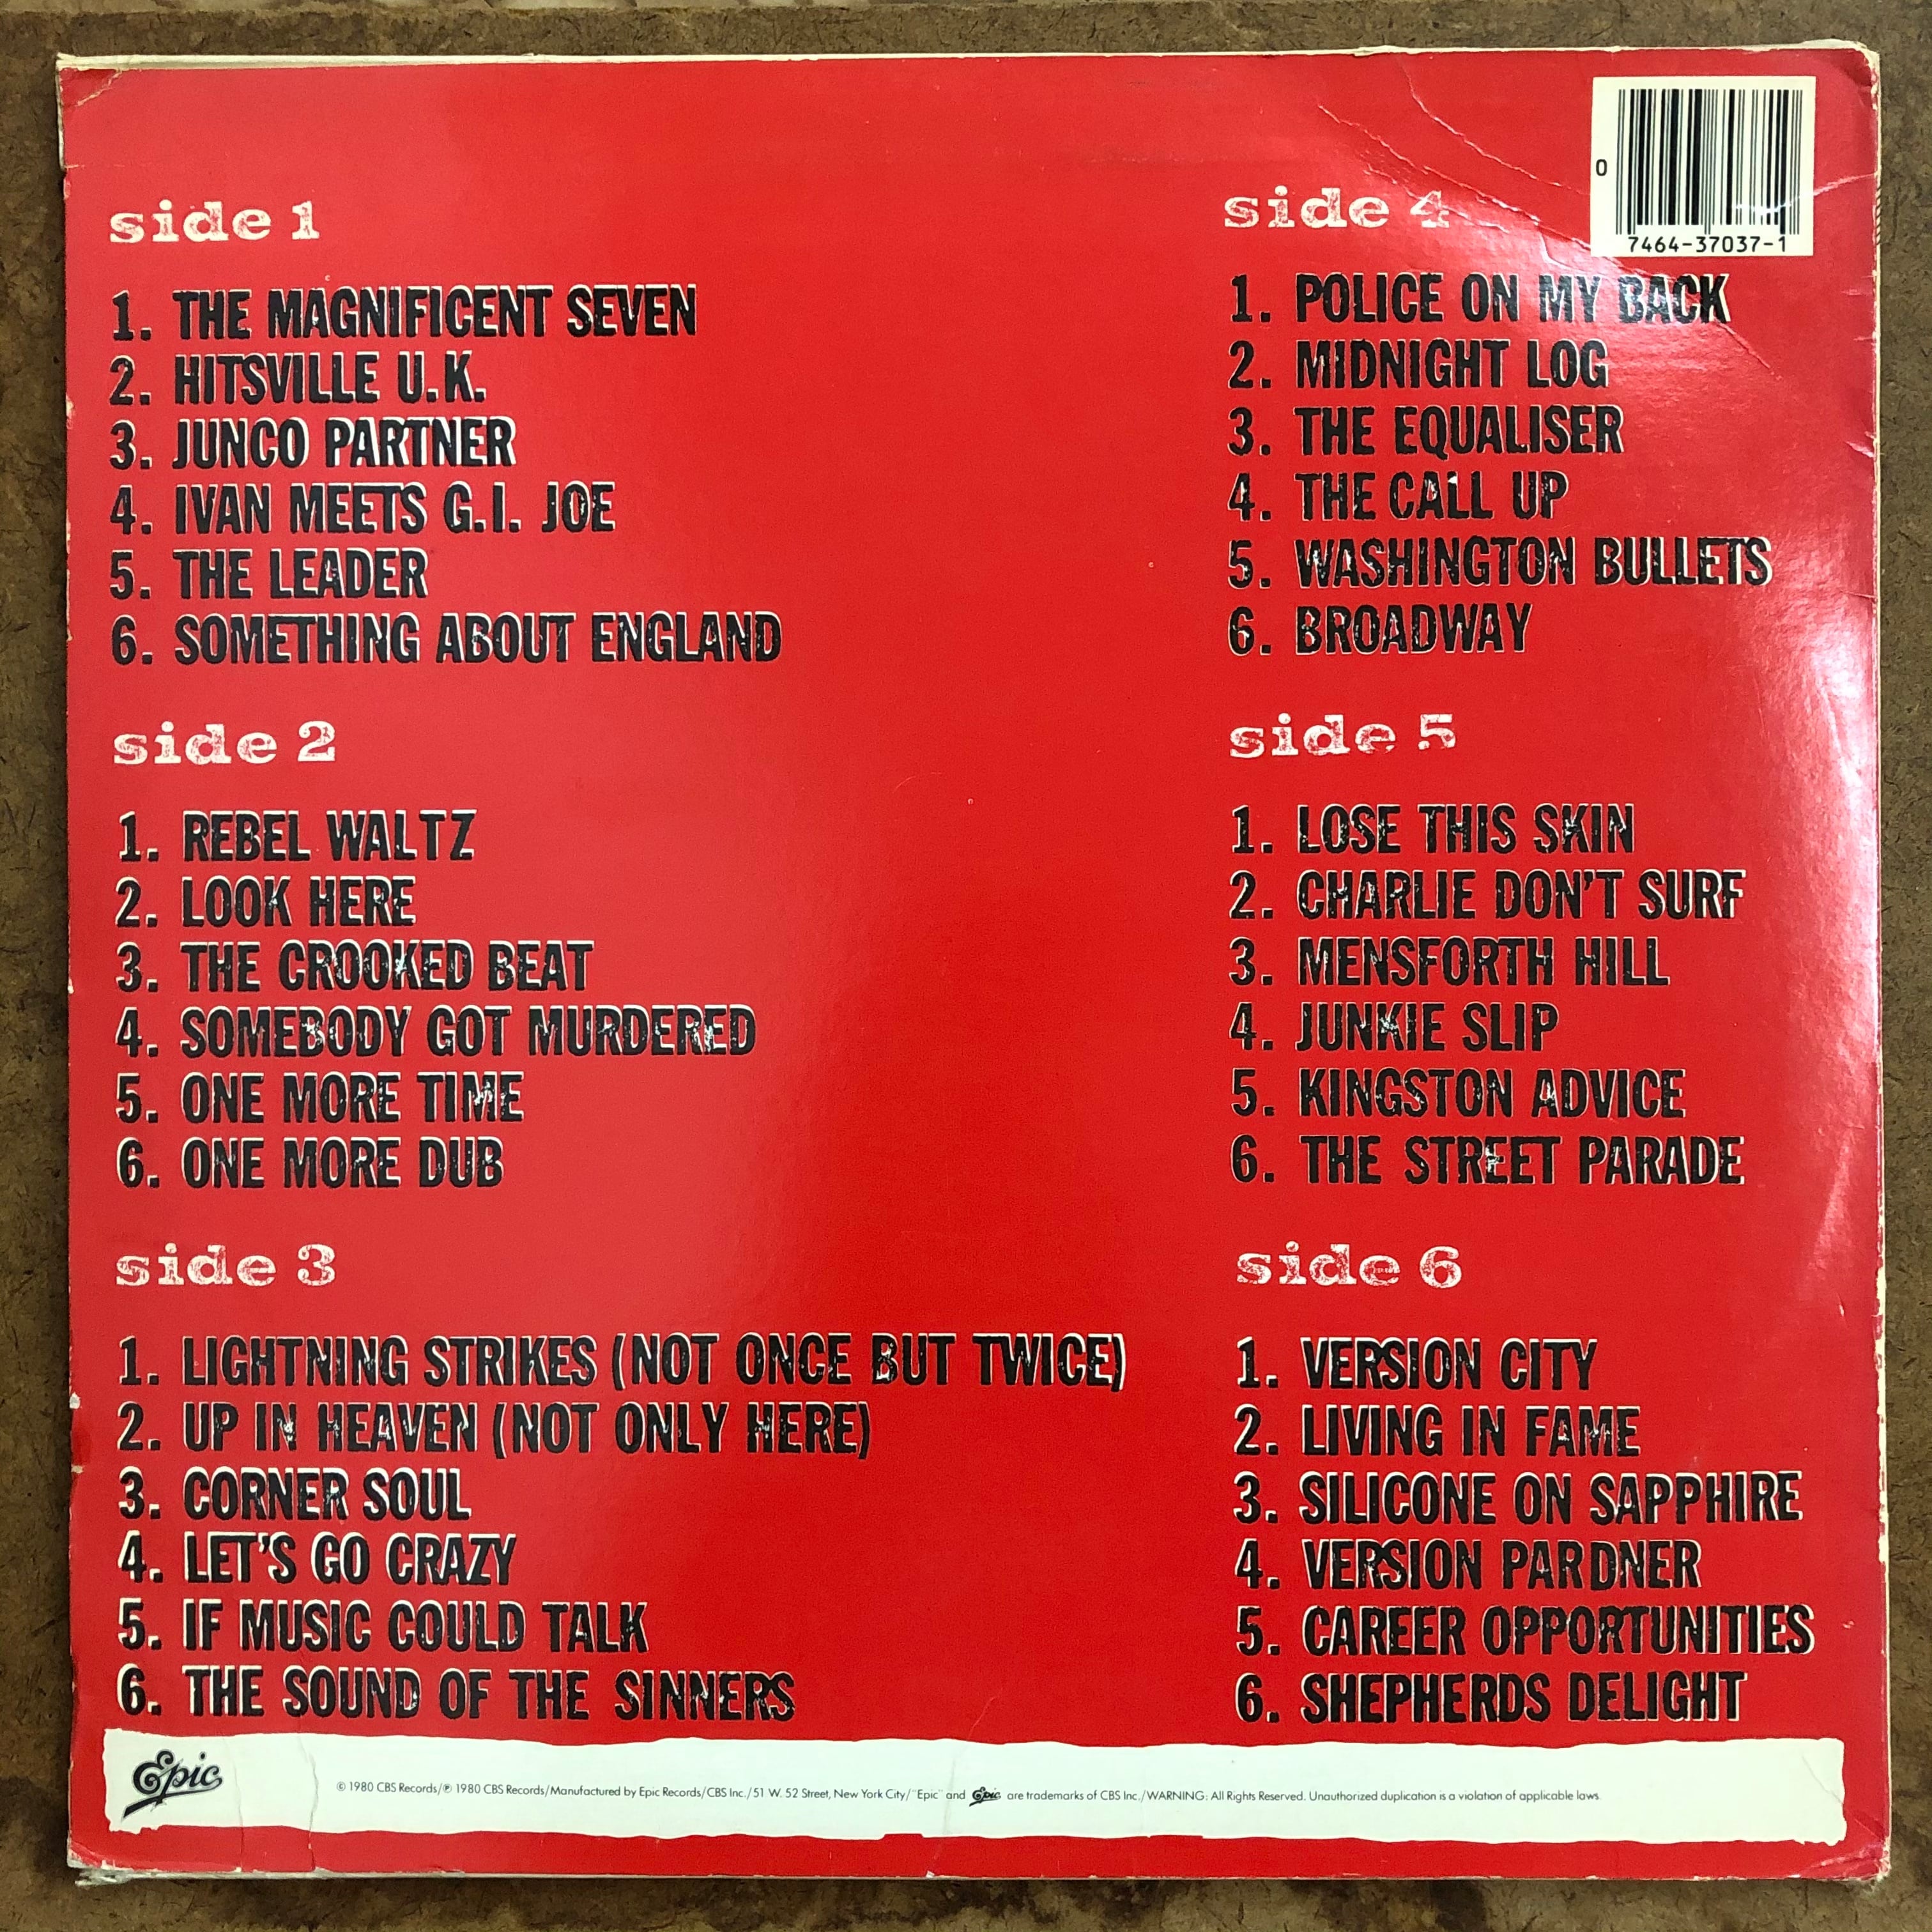 side 1
1. THE MAGNIFICENT SEVEN
2. HITSVILLE U.K.
3. JUNCO PARTNER
4. IVAN MEETS G.I. JOE
5. THE LEADER
6. SOMETHING ABOUT ENGLAND
side 2
1. REBEL WALTZ
2. LOOK HERE
3. THE CROOKED BEAT
4. SOMEBODY GOT MURDERED
5. ONE MORE TIME
6. ONE MORE DUB
side 3
1. LIGHTNING STRIKES (NOT ONCE BUT TWICE)
2. UP IN HEAVEN (NOT ONLY HERE)
3. CORNER SOUL
4. LET'S GO CRAZY
5. IF MUSIC COULD TALK
6. THE SOUND OF THE SINNERS
0
7464-37037-1
side 4
1. POLICE ON MY BACK
2. MIDNIGHT LOG
3. THE EQUALISER
4. THE CALL UP
5. WASHINGTON BULLETS
6. BROADWAY
side 5
1. LOSE THIS SKIN
2. CHARLIE DON'T SURF
3. MENSFORTH HILL
4. JUNKIE SLIP
5. KINGSTON ADVICE
6. THE STREET PARADE
side 6
1. VERSION CITY
2. LIVING IN FAME
3. SILICONE ON SAPPHIRE
4. VERSION PARDNER
5. CAREER OPPORTUNITIES
6. SHEPHERDS DELIGHT
Epic
© 1980 CBS Records/℗ 1980 CBS Records/Manufactured by Epic Records/CBS Inc./51 W. 52 Street, New York City/"Epic" and Epic are trademarks of CBS Inc./WARNING: All Rights Reserved. Unauthorized duplication is a violation of applicable laws.